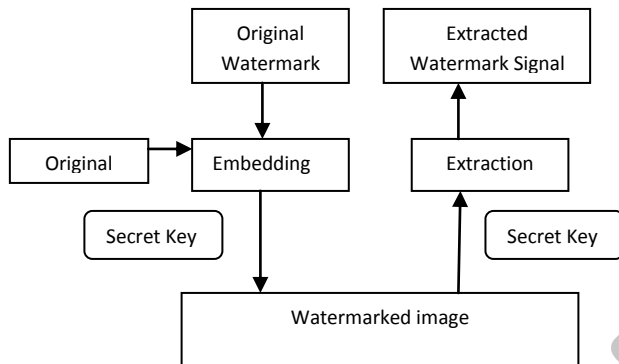 Original
Watermark
Extracted
Watermark Signal
Original
Embedding
Extraction
Secret Key
Secret Key
Watermarked image